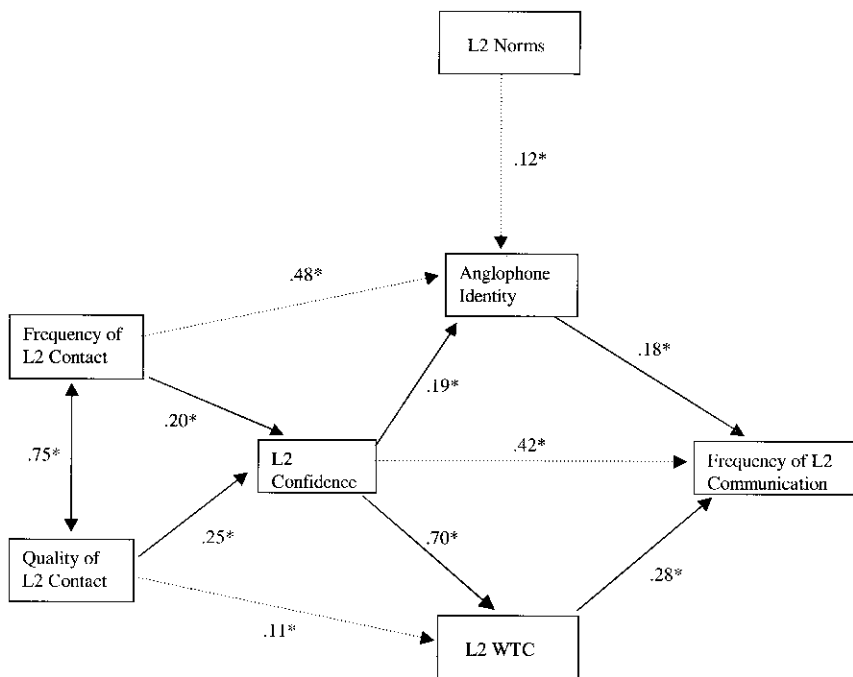 L2 Norms
.12*
.48*
Anglophone
Identity
Frequency of
L2 Contact
.18*
.19*
.20*
.75*
L2
Confidence
.42*
Frequency of L2
Communication
.25*
.70*
Quality of
L2 Contact
.28*
.11*
L2 WTC